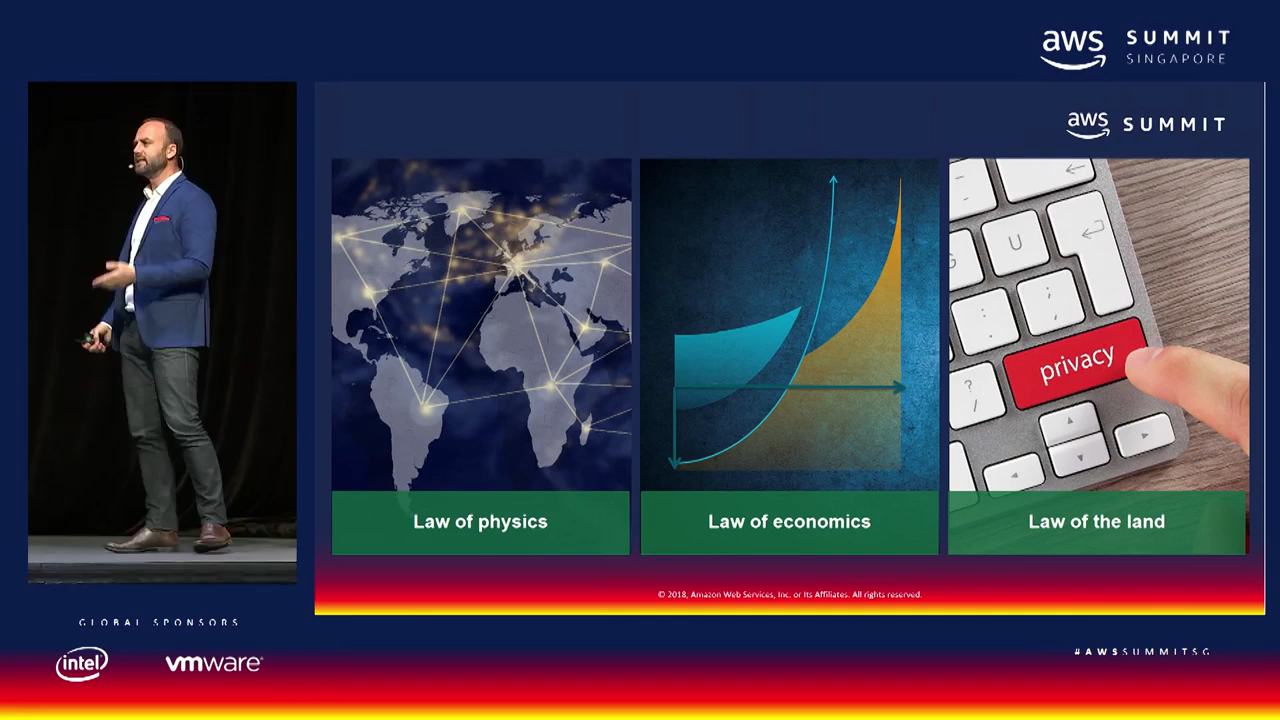 aws SUMMIT
SINGAPORE
aws SUMMIT
U
G
privacy
Law of physics
Law of economics
Law of the land
© 2018, Amazon Web Services, Inc. or Its Affiliates. All rights reserved.
GLOBAL SPONSORS
intel
vmware
#AWSSUMMITSG